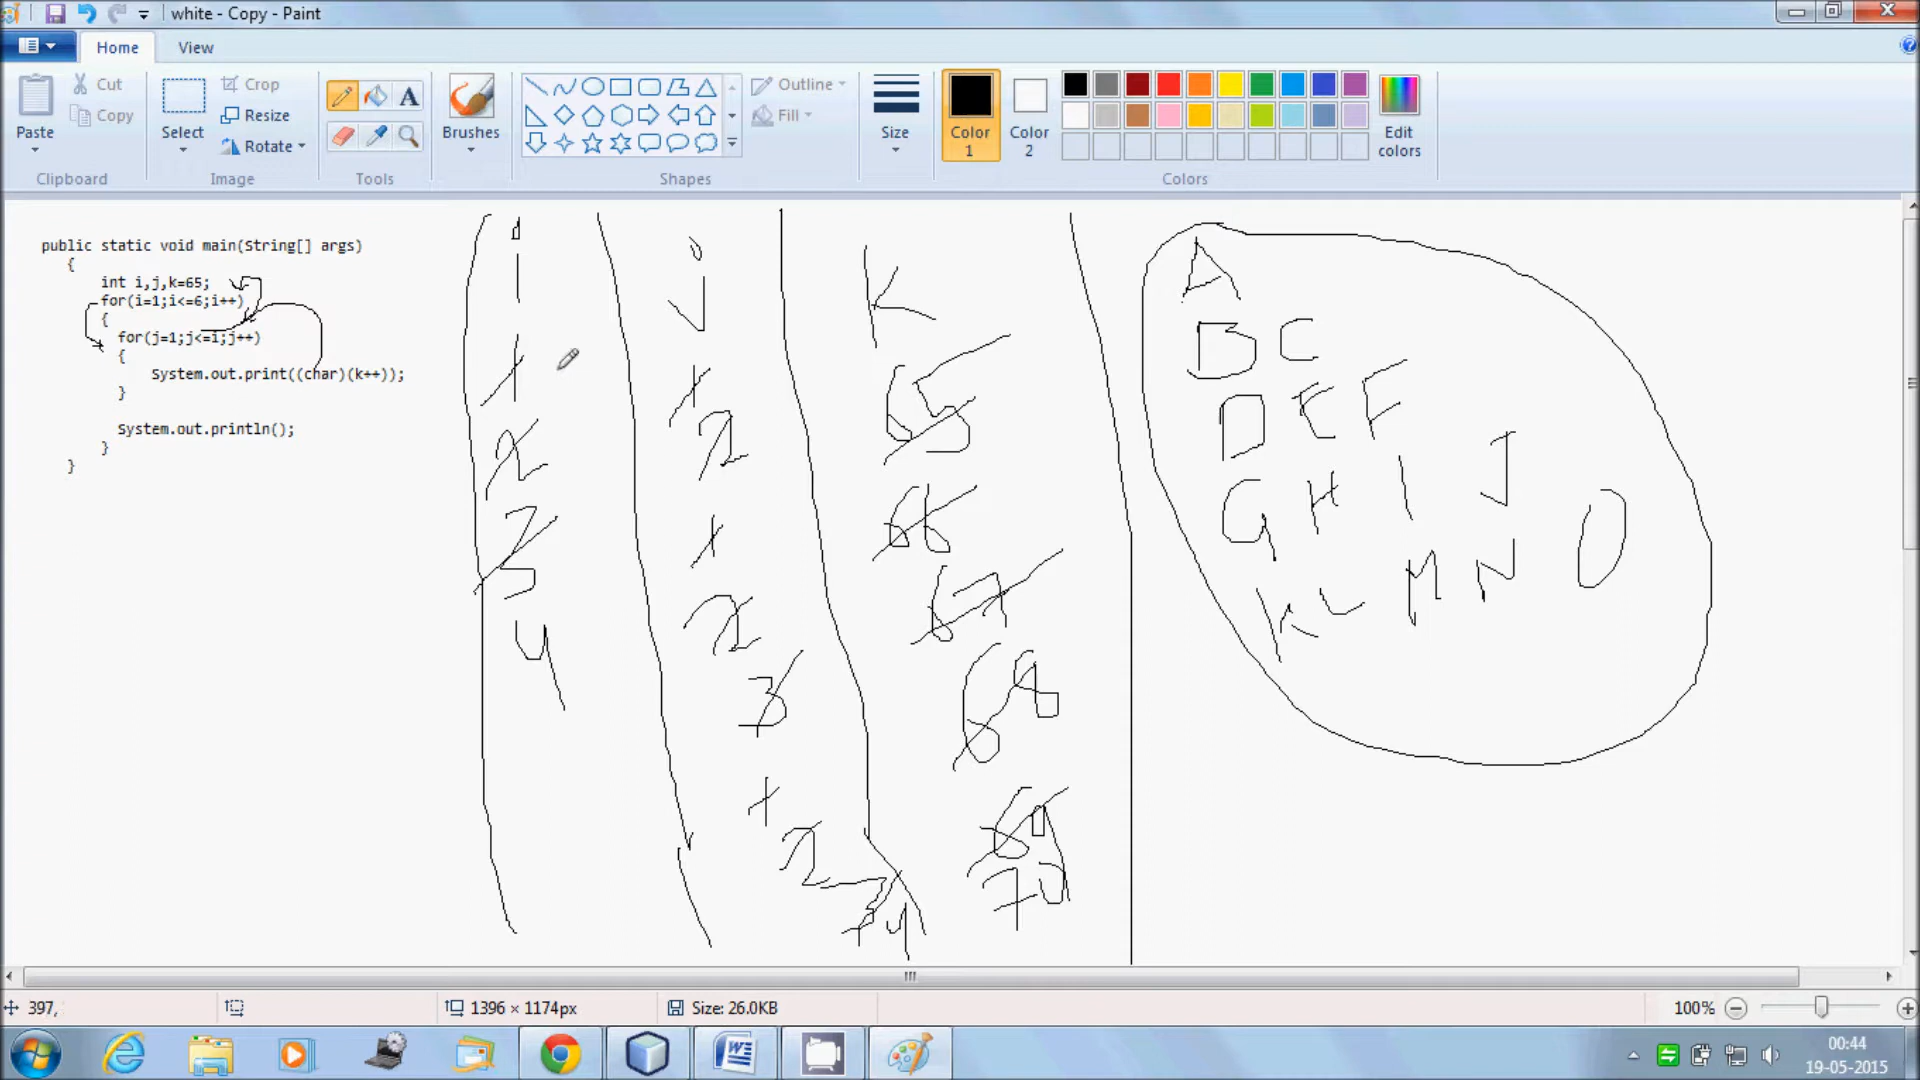 white - Copy - Paint
Home View
Paste
Cut
Copy
Clipboard
Select
Crop
Resize
Rotate
Image
A
Tools
Brushes
Outline
Fill
Shapes
Size
Color 1
Color 2
Edit colors
Colors
public static void main(String[] args)
{
int i,j,k=65;
for(i=1;i<=6;i++)
{
for(j=1;j<=i;j++)
{
System.out.print((char)(k++));
}
System.out.println();
}
}
i
1
2
3
4
j
1
2
1
2
3
1
2
3 4
K
65
66
67
68
69
70
A
B C
D E F
G H I J
K L M N O
397,
1396 × 1174px
Size: 26.0KB
100%
00:44
19-05-2015